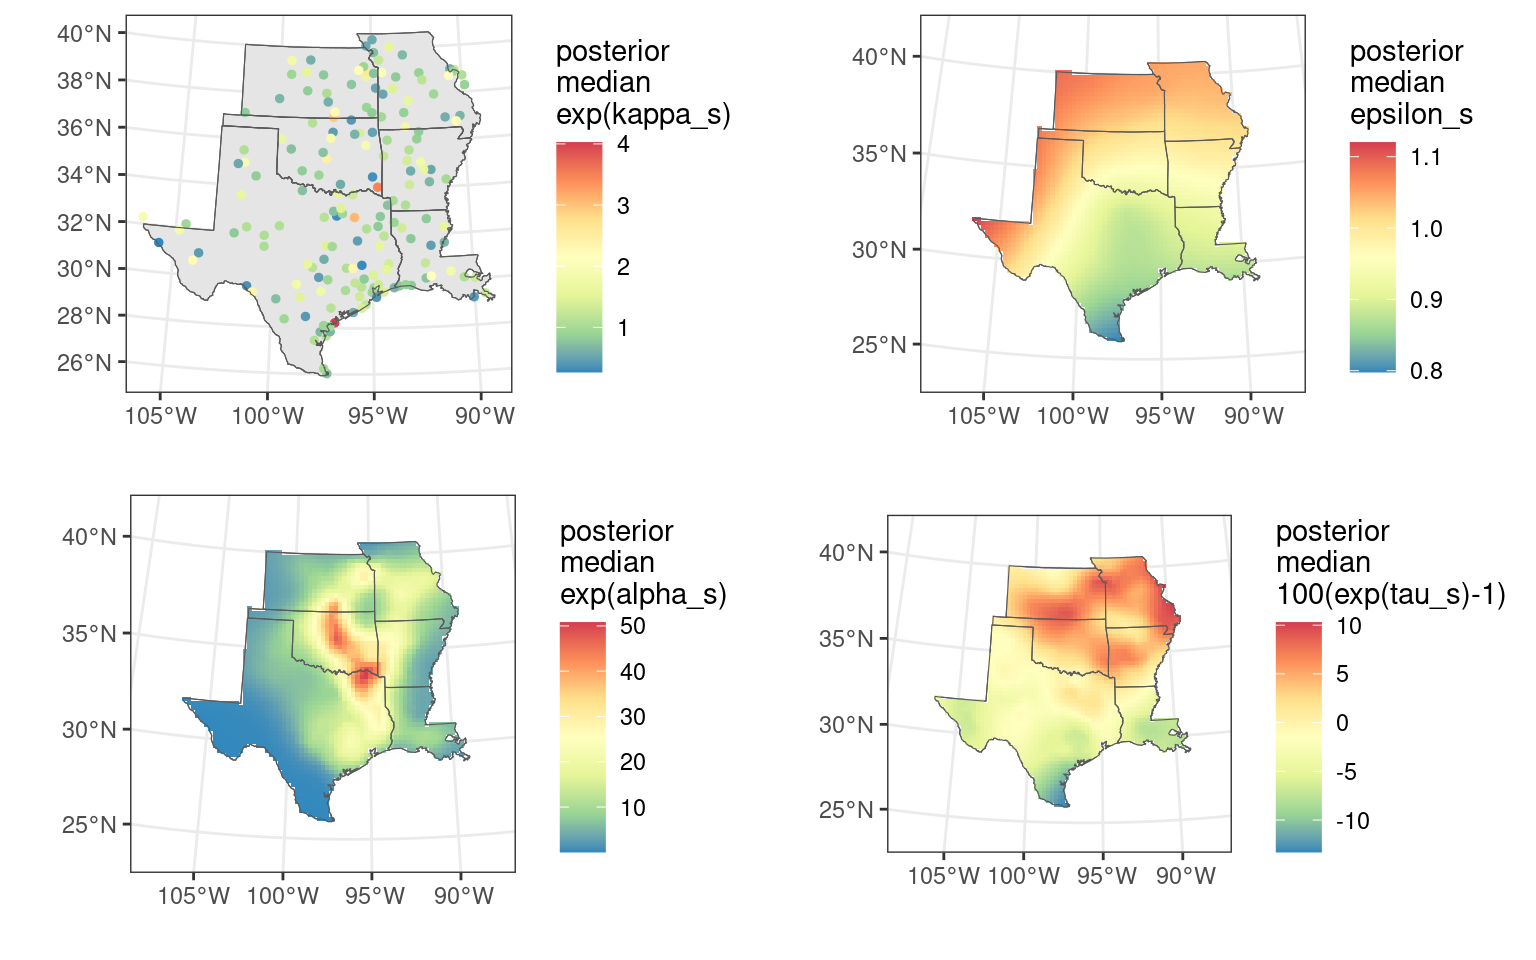 posterior
median
exp(kappa_s)
4
3
2
1
40°N
38°N
36°N
34°N
32°N
30°N
28°N
26°N
105°W 100°W 95°W 90°W
posterior
median
epsilon_s
1.1
1.0
0.9
0.8
40°N
35°N
30°N
25°N
105°W 100°W 95°W 90°W
posterior
median
exp(alpha_s)
50
40
30
20
10
40°N
35°N
30°N
25°N
105°W 100°W 95°W 90°W
posterior
median
100(exp(tau_s)-1)
10
5
0
-5
-10
40°N
35°N
30°N
25°N
105°W 100°W 95°W 90°W